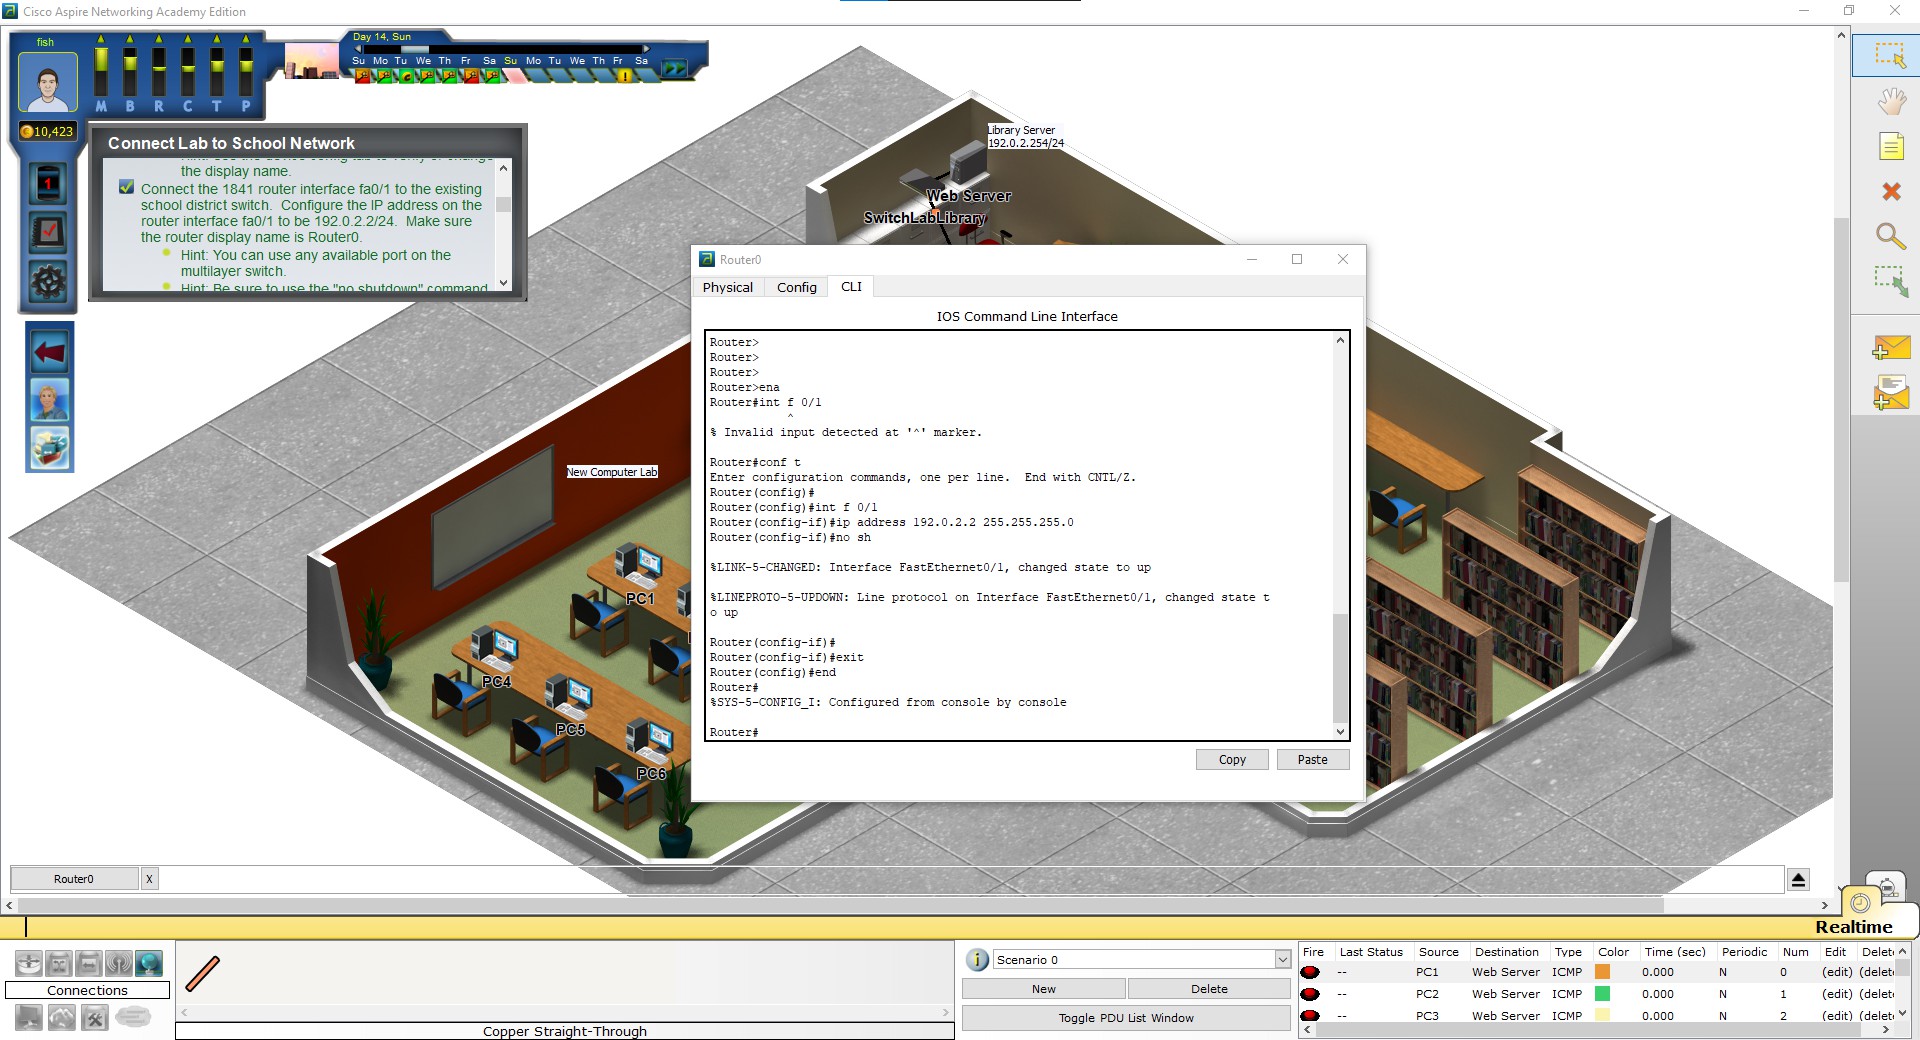 Cisco Aspire Networking Academy Edition
fish
M B R C T P
10,423
1
Day 14, Sun
Su Mo Tu We Th Fr Sa Su Mo Tu We Th Fr Sa
Connect Lab to School Network
the display name.
Connect the 1841 router interface fa0/1 to the existing
school district switch. Configure the IP address on the
router interface fa0/1 to be 192.0.2.2/24. Make sure
the router display name is Router0.
Hint: You can use any available port on the
multilayer switch.
Hint: Be sure to use the "no shutdown" command
Library Server
192.0.2.254/24
Web Server
SwitchLabLibrary
New Computer Lab
PC1
PC4
PC5
PC6
Router0
Physical
Config
CLI
IOS Command Line Interface
Router>
Router>
Router>
Router>ena
Router#int f 0/1
^
% Invalid input detected at '^' marker.
Router#conf t
Enter configuration commands, one per line.  End with CNTL/Z.
Router(config)#
Router(config)#int f 0/1
Router(config-if)#ip address 192.0.2.2 255.255.255.0
Router(config-if)#no sh
%LINK-5-CHANGED: Interface FastEthernet0/1, changed state to up
%LINEPROTO-5-UPDOWN: Line protocol on Interface FastEthernet0/1, changed state t
o up
Router(config-if)#
Router(config-if)#exit
Router(config)#end
Router#
%SYS-5-CONFIG_I: Configured from console by console
Router#
Copy
Paste
Router0
X
Realtime
Connections
Copper Straight-Through
Scenario 0
New
Delete
Toggle PDU List Window
Fire Last Status Source Destination Type Color Time (sec) Periodic Num Edit Delet
-- PC1 Web Server ICMP 0.000 N 0 (edit) (delet
-- PC2 Web Server ICMP 0.000 N 1 (edit) (delet
-- PC3 Web Server ICMP 0.000 N 2 (edit) (delet